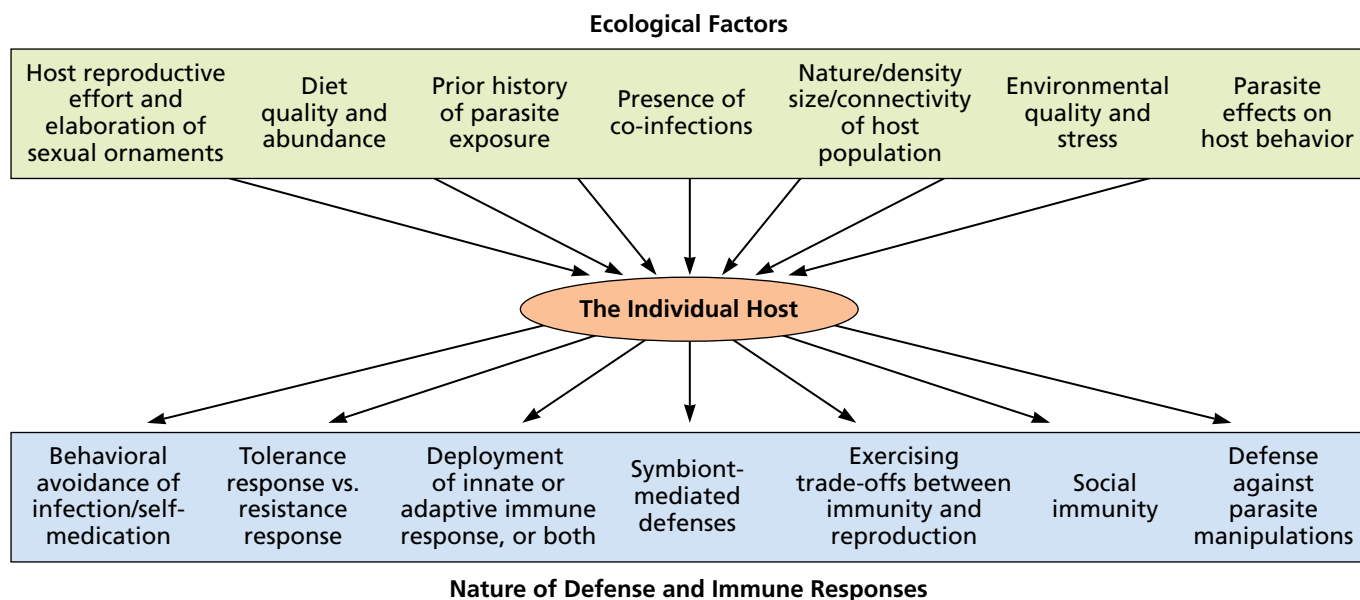 Ecological Factors
Host reproductive
effort and
elaboration of
sexual ornaments
Diet
quality and
abundance
Prior history
of parasite
exposure
Presence of
co-infections
Nature/density
size/connectivity
of host
population
Environmental
quality and
stress
Parasite
effects on
host behavior
The Individual Host
Behavioral
avoidance of
infection/self-
medication
Tolerance
response vs.
resistance
response
Deployment
of innate or
adaptive immune
response, or both
Symbiont-
mediated
defenses
Exercising
trade-offs between
immunity and
reproduction
Social
immunity
Defense
against
parasite
manipulations
Nature of Defense and Immune Responses